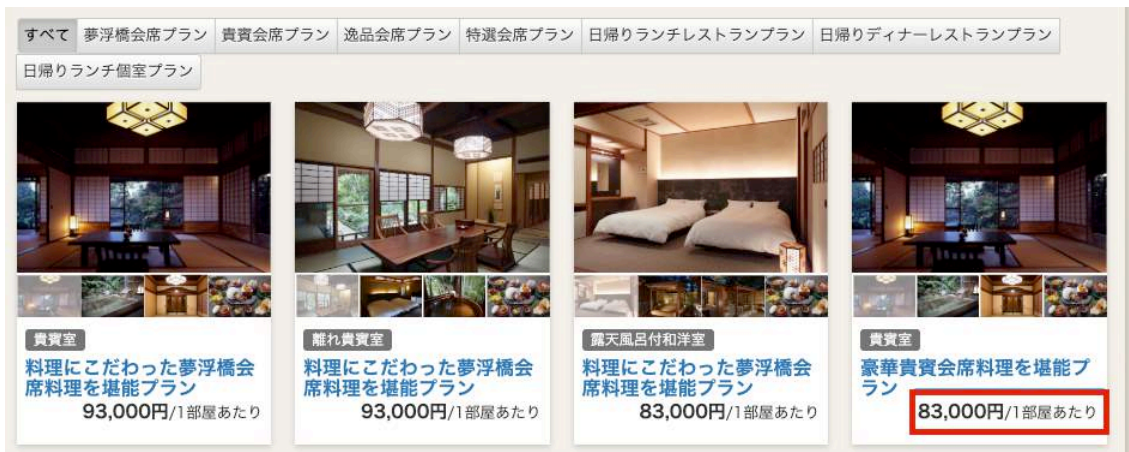 すべて 夢浮橋会席プラン 貴賓会席プラン 逸品会席プラン 特選会席プラン 日帰りランチレストランプラン 日帰りディナーレストランプラン
日帰りランチ個室プラン
貴賓室
料理にこだわった夢浮橋会
席料理を堪能プラン
93,000円/1部屋あたり
離れ貴賓室
料理にこだわった夢浮橋会
席料理を堪能プラン
93,000円/1部屋あたり
露天風呂付和洋室
料理にこだわった夢浮橋会
席料理を堪能プラン
83,000円/1部屋あたり
貴賓室
豪華貴賓会席料理を堪能プ
ラン
83,000円/1部屋あたり